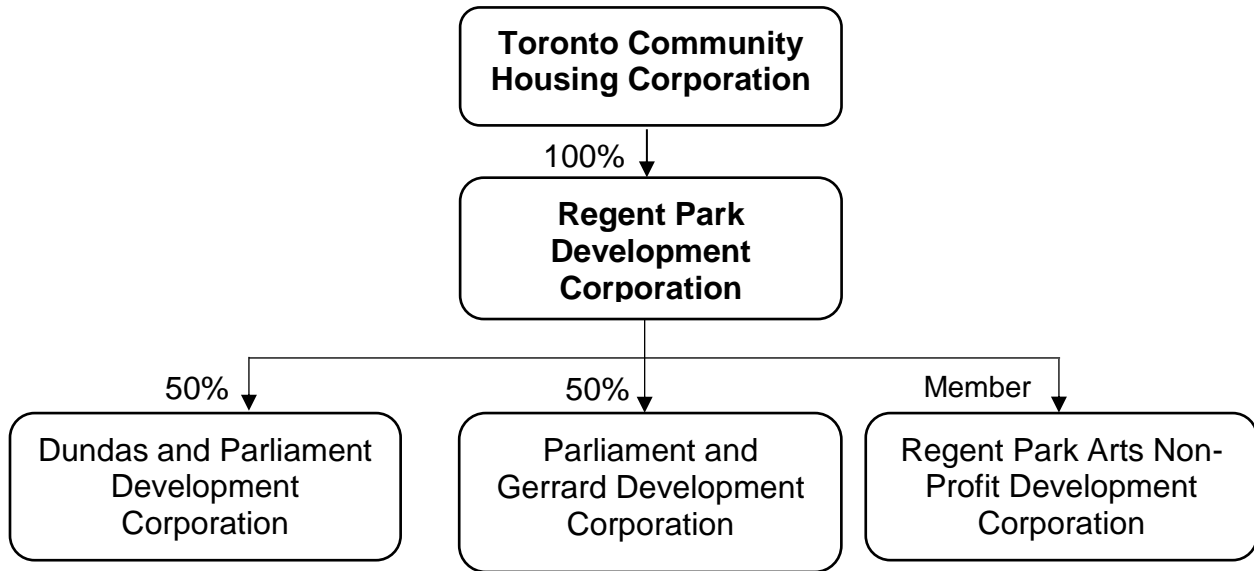 Toronto Community
Housing Corporation
100%
Regent Park
Development
Corporation
50%
50%
Member
Dundas and Parliament
Development
Corporation
Parliament and
Gerrard Development
Corporation
Regent Park Arts Non-
Profit Development
Corporation